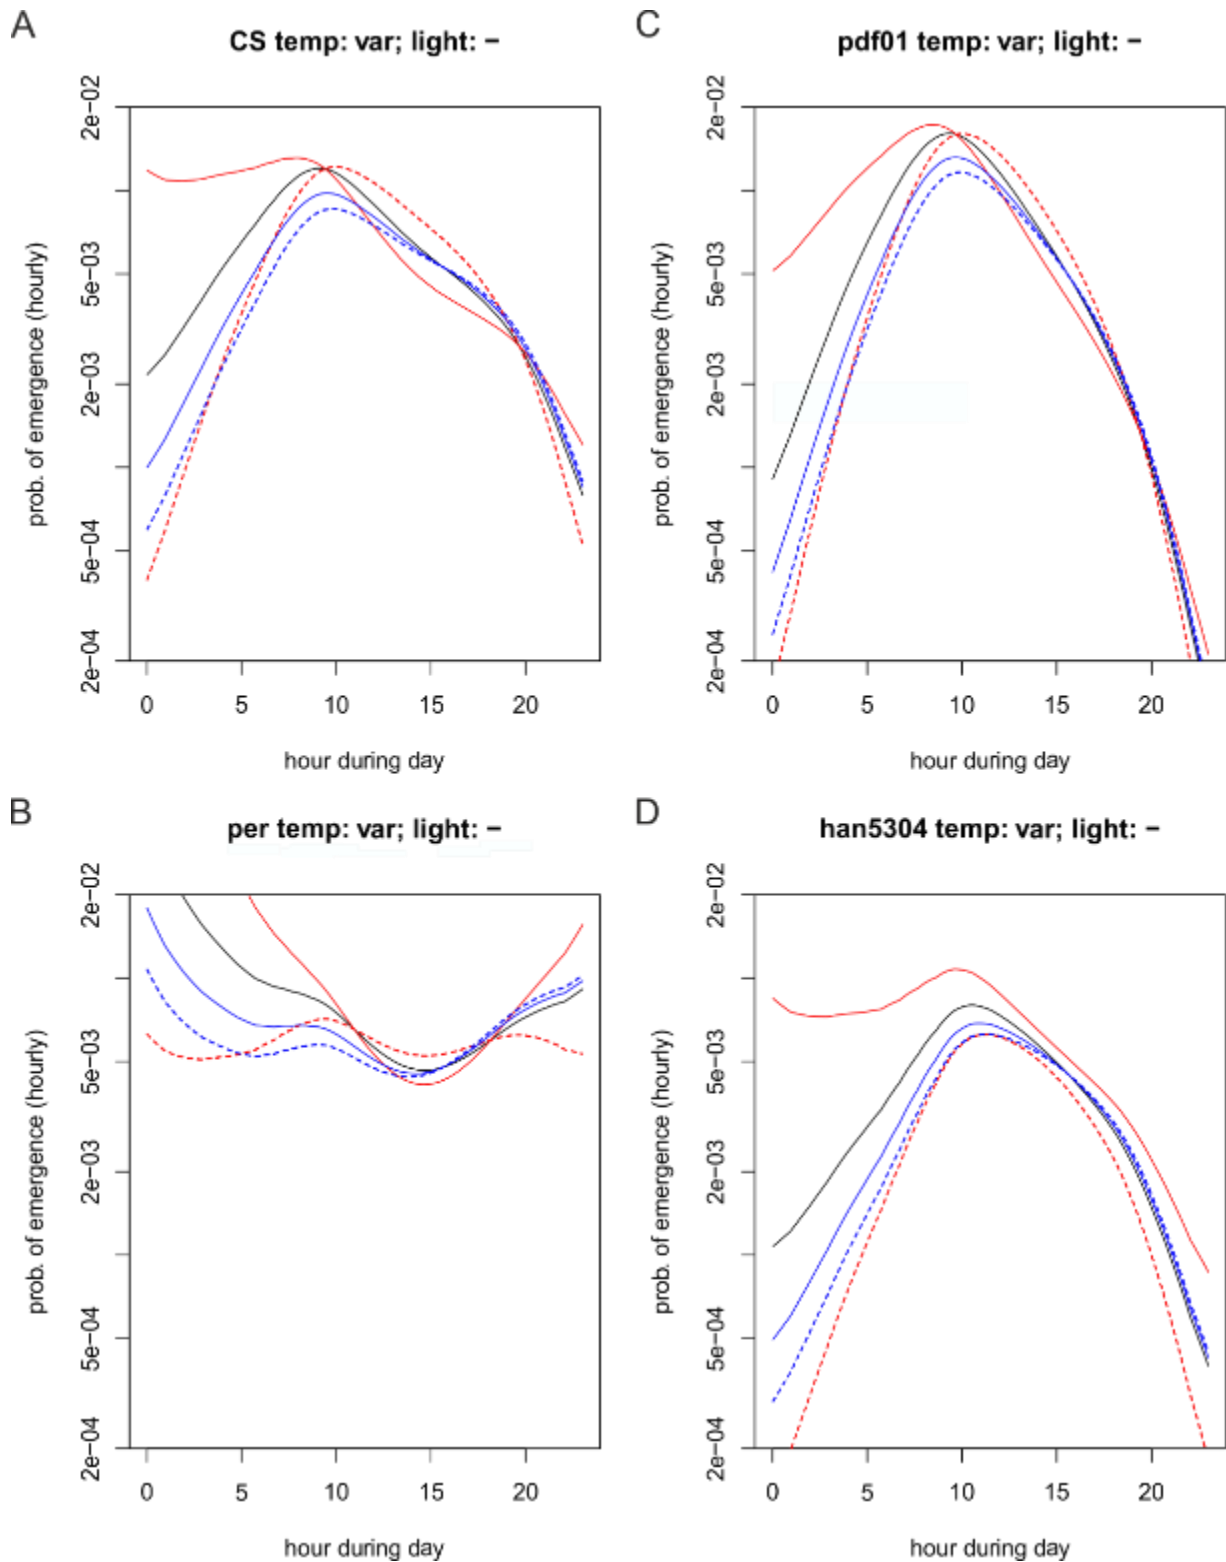 A
CS temp: var; light: −
prob. of emergence (hourly)
2e−02
5e−03
2e−03
5e−04
2e−04
0 5 10 15 20
hour during day
C
pdf01 temp: var; light: −
prob. of emergence (hourly)
2e−02
5e−03
2e−03
5e−04
2e−04
0 5 10 15 20
hour during day
B
per temp: var; light: −
prob. of emergence (hourly)
2e−02
5e−03
2e−03
5e−04
2e−04
0 5 10 15 20
hour during day
D
han5304 temp: var; light: −
prob. of emergence (hourly)
2e−02
5e−03
2e−03
5e−04
2e−04
0 5 10 15 20
hour during day